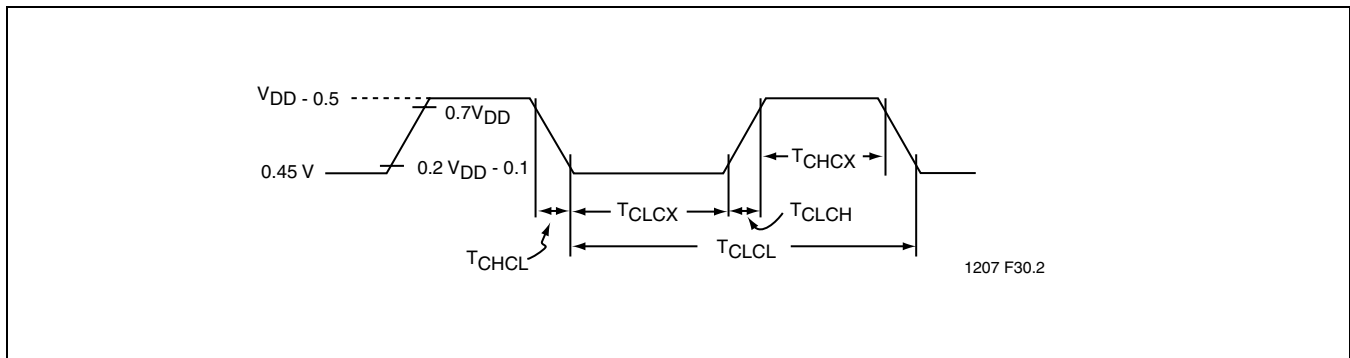 VDD - 0.5
0.7VDD
0.45 V
0.2 VDD - 0.1
TCHCX
TCLCX
TCLCH
TCHCL
TCLCL
1207 F30.2